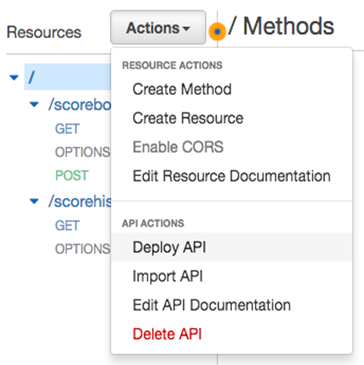 Resources
Actions
/ Methods
RESOURCE ACTIONS
Create Method
Create Resource
Enable CORS
Edit Resource Documentation
API ACTIONS
Deploy API
Import API
Edit API Documentation
Delete API
/
/scorebo
GET
OPTIONS
POST
/scorehis
GET
OPTIONS